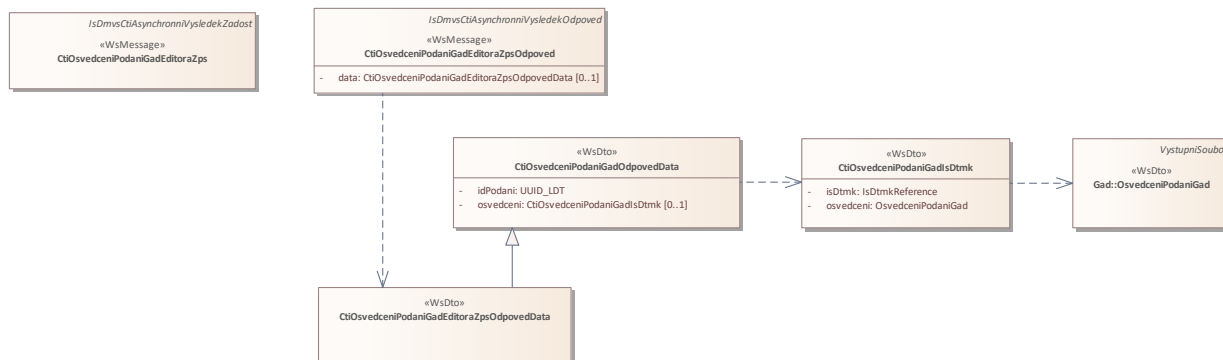 IsDmvsCtiAsynchronniVysledekZadost
«WsMessage»
CtiOsvedceniPodaniGadEditoraZps
IsDmvsCtiAsynchronniVysledekOdpoved
«WsMessage»
CtiOsvedceniPodaniGadEditoraZpsOdpoved
- data: CtiOsvedceniPodaniGadEditoraZpsOdpovedData [0..1]
«WsDto»
CtiOsvedceniPodaniGadOdpovedData
- idPodani: UUID_LDT
- osvedceni: CtiOsvedceniPodaniGadIsDtmk [0..1]
«WsDto»
CtiOsvedceniPodaniGadIsDtmk
- isDtmk: IsDtmkReference
- osvedceni: OsvedceniPodaniGad
VystupniSoubo
«WsDto»
Gad::OsvedceniPodaniGad
«WsDto»
CtiOsvedceniPodaniGadEditoraZpsOdpovedData